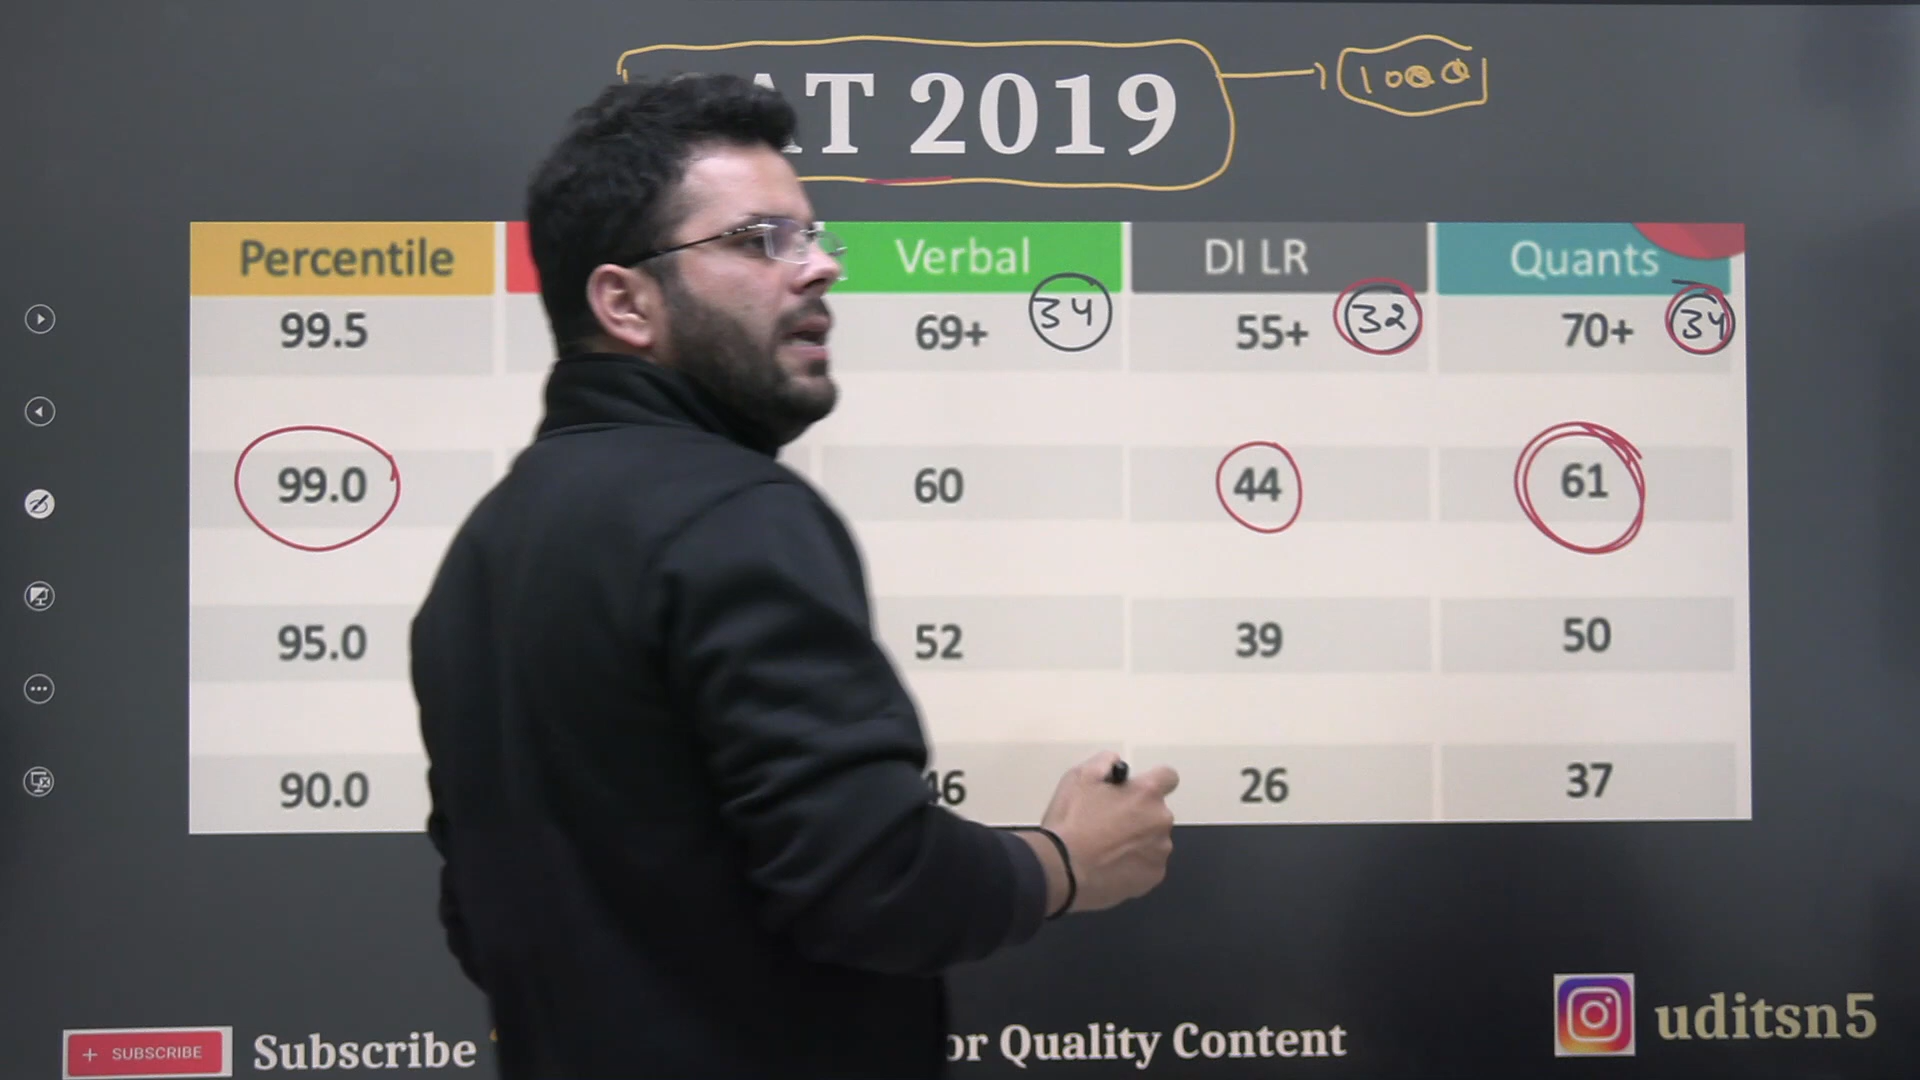 AT 2019
1000
Percentile Verbal DI LR Quants
99.5 69+ 34 55+ 32 70+ 34
99.0 60 44 61
95.0 52 39 50
90.0 46 26 37
+ SUBSCRIBE
Subscribe or Quality Content
uditsn5